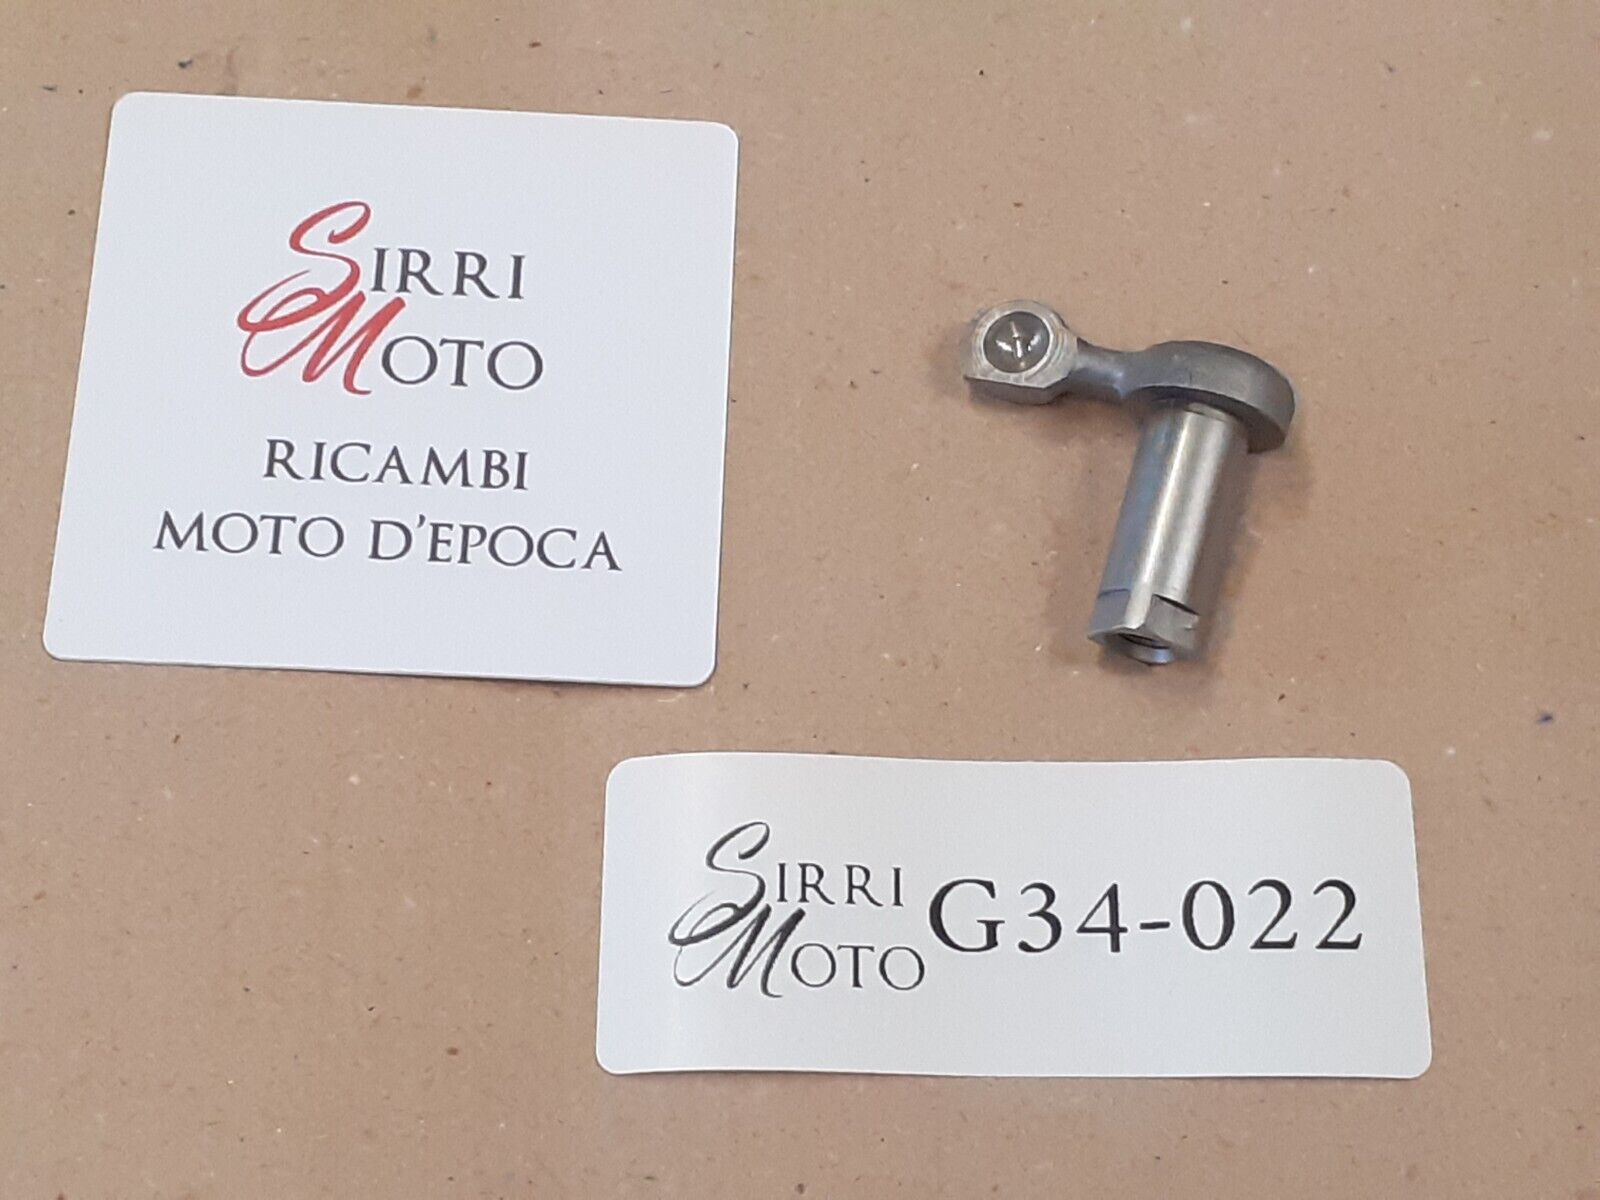 SIRRI
MOTO
RICAMBI
MOTO D'EPOCA
SIRRI
MOTO
G34-022